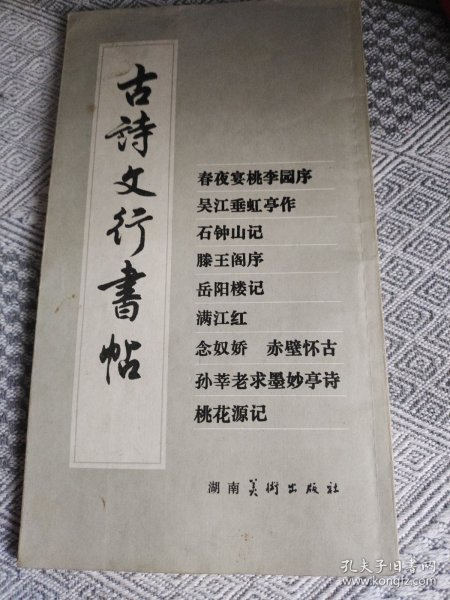 古詩文行書帖
春夜宴桃李园序
吴江垂虹亭作
石钟山记
滕王阁序
岳阳楼记
满江红
念奴娇 赤壁怀古
孙莘老求墨妙亭诗
桃花源记
湖南美術出版社
孔夫子旧书网
www.kongfz.com